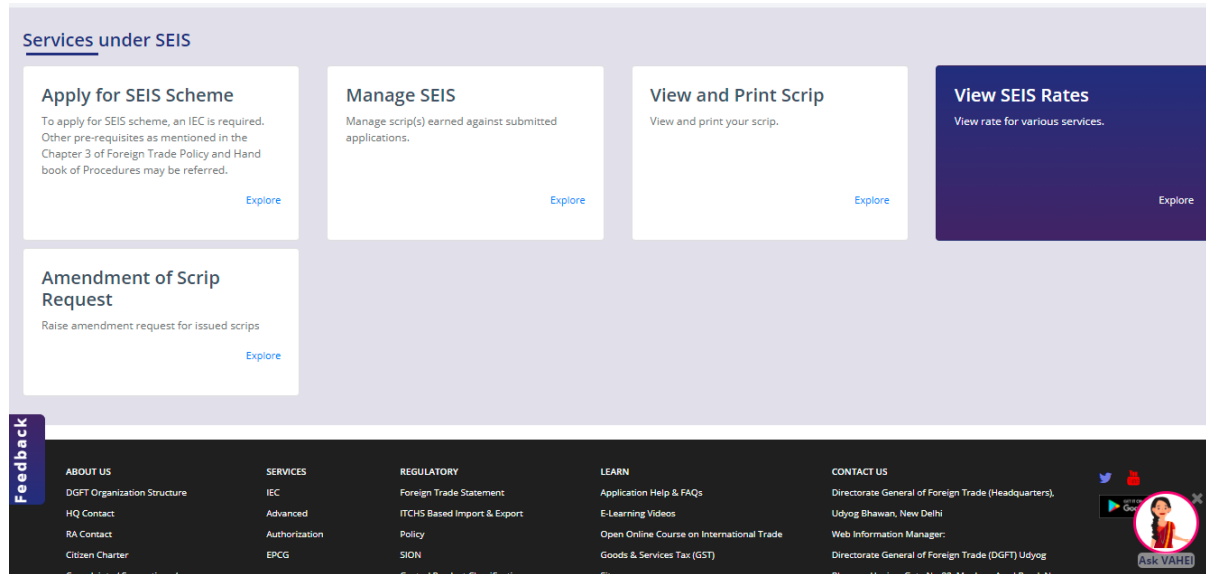 Services under SEIS
Apply for SEIS Scheme
To apply for SEIS scheme, an IEC is required.
Other pre-requisites as mentioned in the
Chapter 3 of Foreign Trade Policy and Hand
book of Procedures may be referred.
Explore
Manage SEIS
Manage scrip(s) earned against submitted
applications.
Explore
View and Print Scrip
View and print your scrip.
Explore
View SEIS Rates
View rate for various services.
Explore
Amendment of Scrip
Request
Raise amendment request for issued scrips
Explore
Feedback
ABOUT US
DGFT Organization Structure
HQ Contact
RA Contact
Citizen Charter
SERVICES
IEC
Advanced
Authorization
EPCG
REGULATORY
Foreign Trade Statement
ITCHS Based Import & Export
Policy
SION
LEARN
Application Help & FAQs
E-Learning Videos
Open Online Course on International Trade
Goods & Services Tax (GST)
CONTACT US
Directorate General of Foreign Trade (Headquarters),
Udyog Bhawan, New Delhi
Web Information Manager:
Directorate General of Foreign Trade (DGFT) Udyog
Ask VAHEI